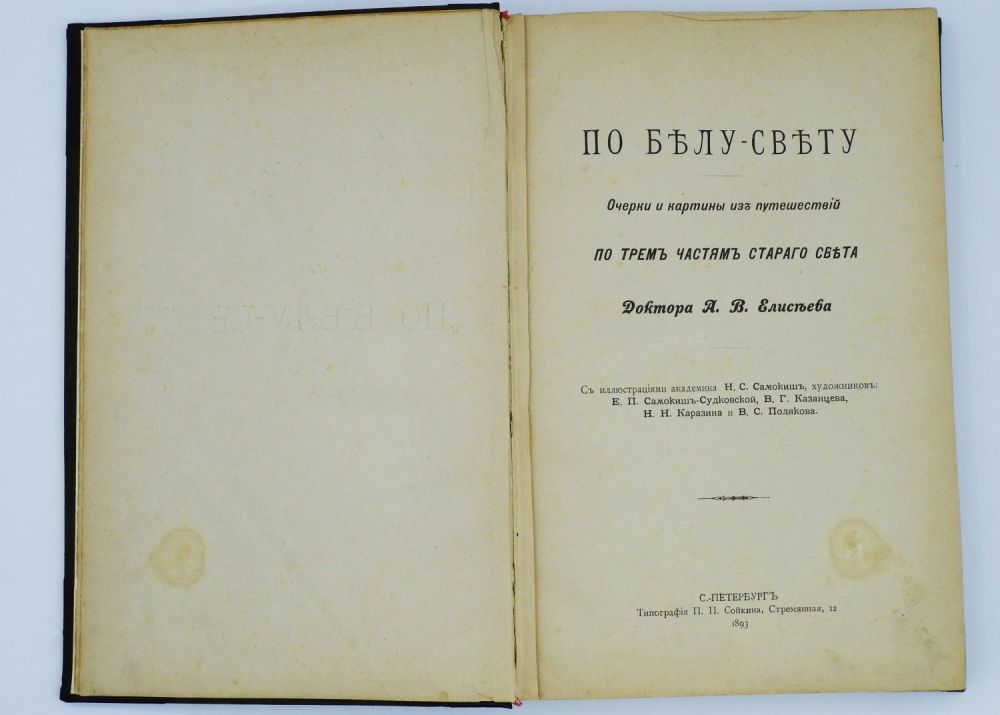 ПО БѢЛУ-СВѢТУ
Очерки и картины изъ путешествій
ПО ТРЕМЪ ЧАСТЯМЪ СТАРАГО СВѢТА
Доктора А. В. Елисѣева
Съ иллюстраціями академика Н. С. Самокишъ, художниковъ:
Е. П. Самокишъ-Судковской, В. Г. Казанцева,
Н. Н. Каразина и В. С. Полякова.
С.-ПЕТЕРБУРГЪ
Типографія П. П. Сойкина, Стремянная, 12
1893